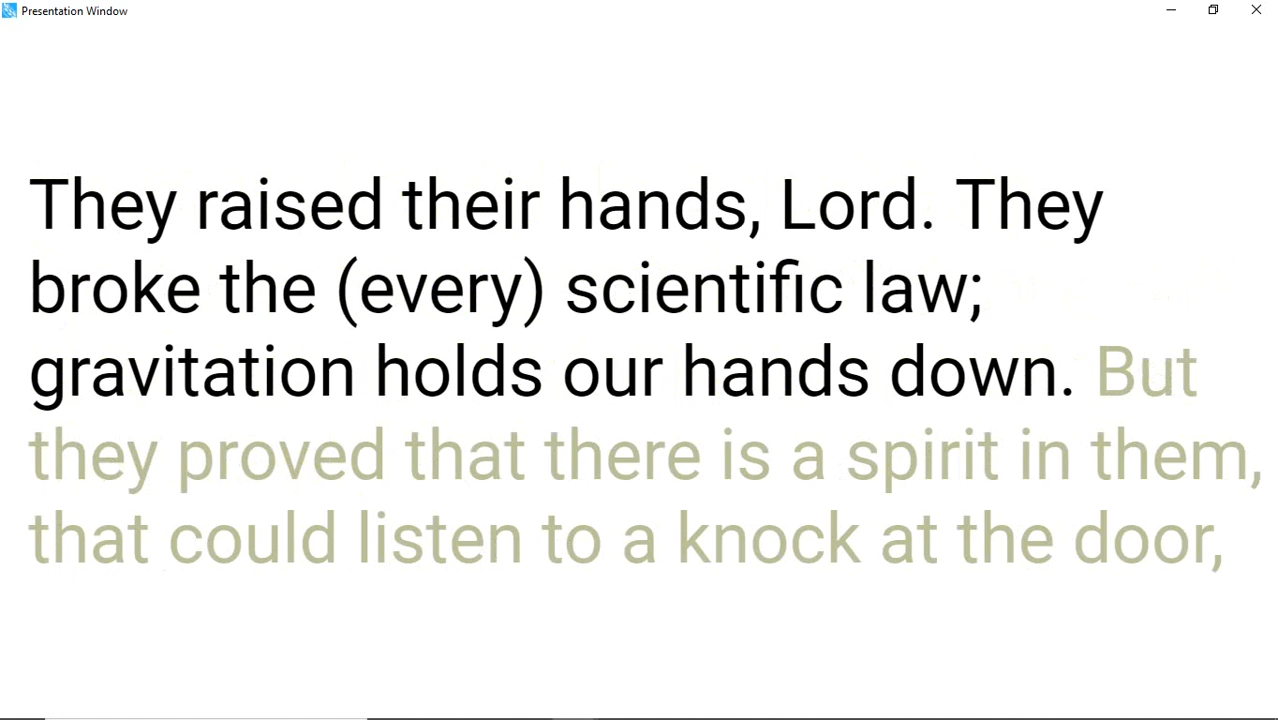 Presentation Window
They raised their hands, Lord. They
broke the (every) scientific law;
gravitation holds our hands down. But
they proved that there is a spirit in them,
that could listen to a knock at the door,